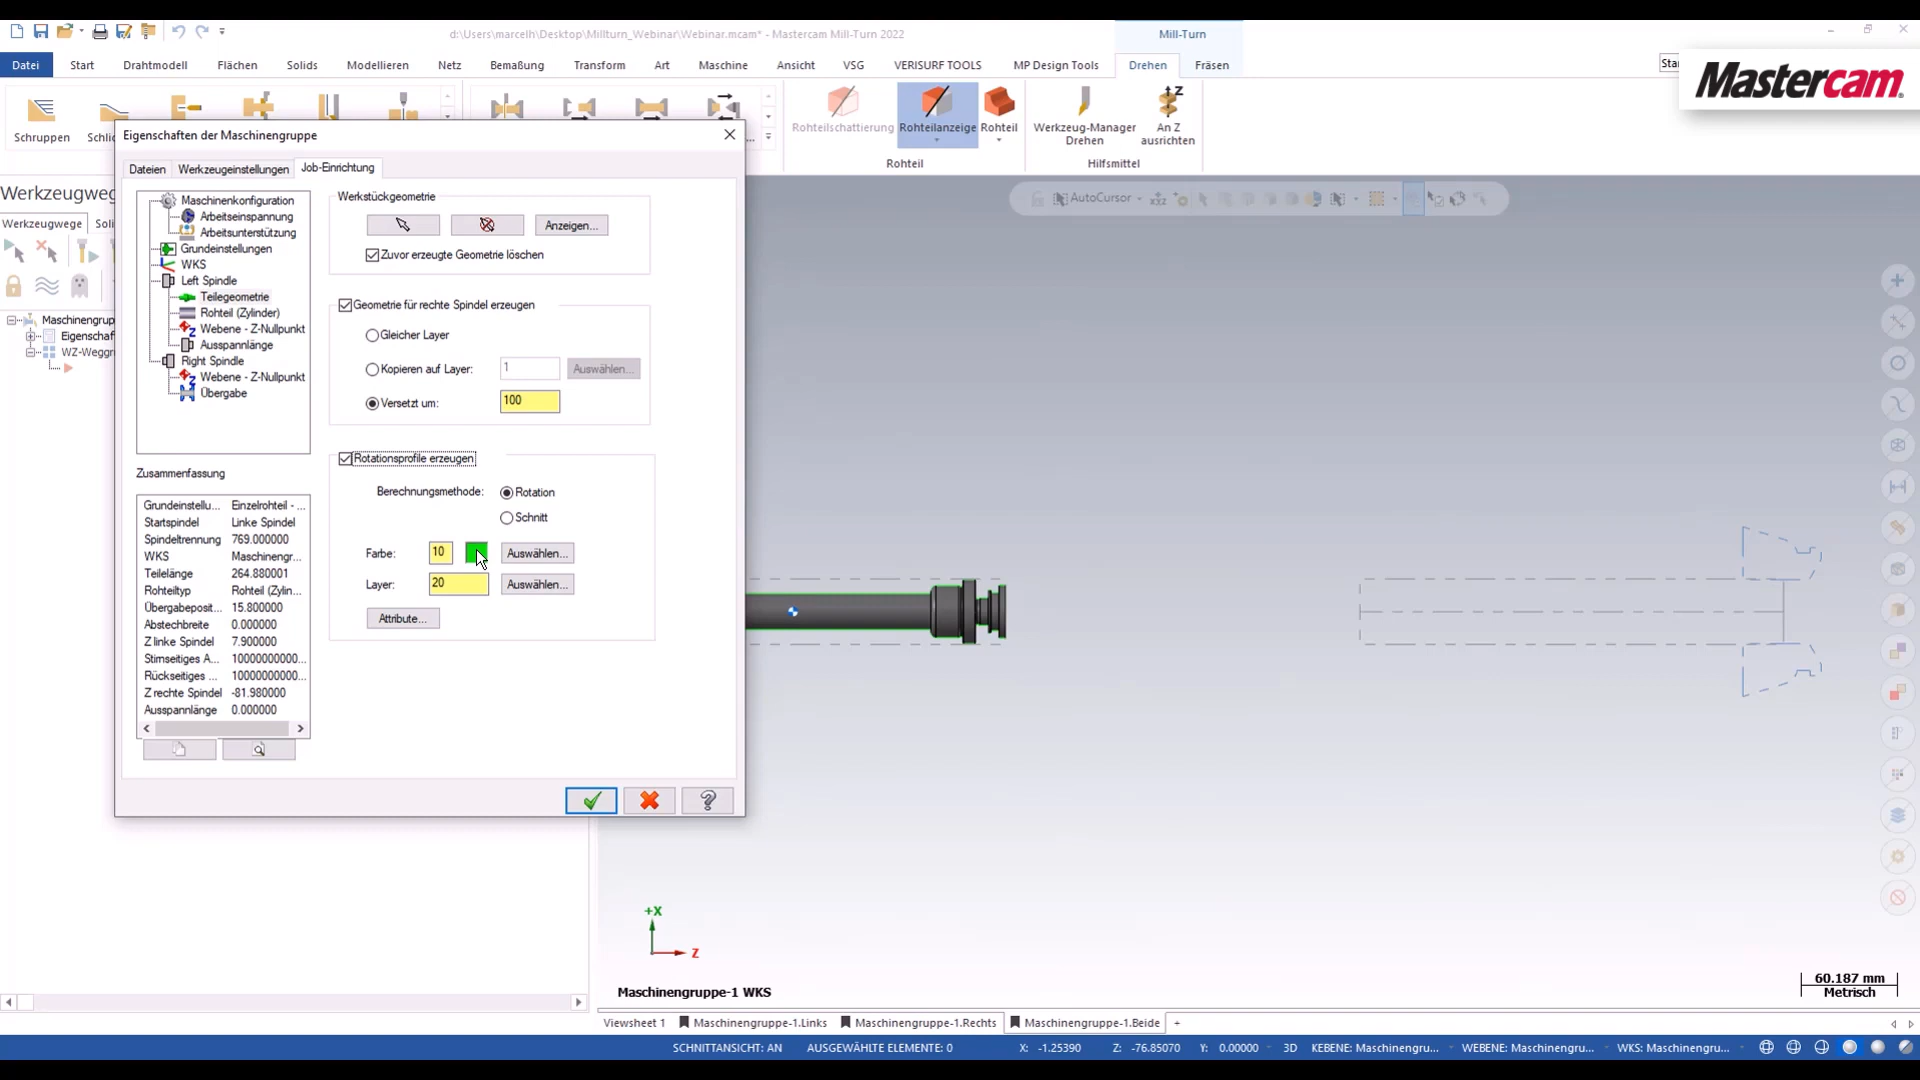 d:\Users\marcelh\Desktop\Millturn_Webinar\Webinar.mcam* - Mastercam Mill-Turn 2022
Mill-Turn
Datei Start Drahtmodell Flächen Solids Modellieren Netz Bemaßung Transform Art Maschine Ansicht VSG VERISURF TOOLS MP Design Tools Drehen Fräsen
Mastercam
Schruppen
Rohteilschattierung Rohteilanzeige Rohteil
Rohteil
Werkzeug-Manager Drehen
An Z ausrichten
Hilfsmittel
Eigenschaften der Maschinengruppe
Dateien Werkzeugeinstellungen Job-Einrichtung
Werkzeugwege
Maschinenkonfiguration
Arbeitseinspannung
Arbeitsunterstützung
Grundeinstellungen
WKS
Left Spindle
Teilegeometrie
Rohteil (Zylinder)
Webene - Z-Nullpunkt
Ausspannlänge
Right Spindle
Webene - Z-Nullpunkt
Übergabe
Werkstückgeometrie
Anzeigen...
Zuvor erzeugte Geometrie löschen
Geometrie für rechte Spindel erzeugen
Gleicher Layer
Kopieren auf Layer: 1 Auswählen...
Versetzt um: 100
Rotationsprofile erzeugen
Berechnungsmethode: Rotation
Schnitt
Farbe: 10 Auswählen...
Layer: 20 Auswählen...
Attribute...
Zusammenfassung
Grundeinstellu... Einzelrohteil - ...
Startspindel Linke Spindel
Spindeltrennung 769.000000
WKS Maschinengr...
Teilelänge 264.880001
Rohteiltyp Rohteil (Zylin...
Übergabeposit... 15.800000
Abstechbreite 0.000000
Z linke Spindel 7.900000
Stirnseitiges A... 10000000000...
Rückseitiges ... 10000000000...
Z rechte Spindel -81.980000
Ausspannlänge 0.000000
AutoCursor
+X
Z
Maschinengruppe-1 WKS
60.187 mm
Metrisch
Viewsheet 1 Maschinengruppe-1.Links Maschinengruppe-1.Rechts Maschinengruppe-1.Beide +
SCHNITTANSICHT: AN AUSGEWÄHLTE ELEMENTE: 0 X: -1.25390 Z: -76.85070 Y: 0.00000 3D KEBENE: Maschinengru... WEBENE: Maschinengru... WKS: Maschinengru...